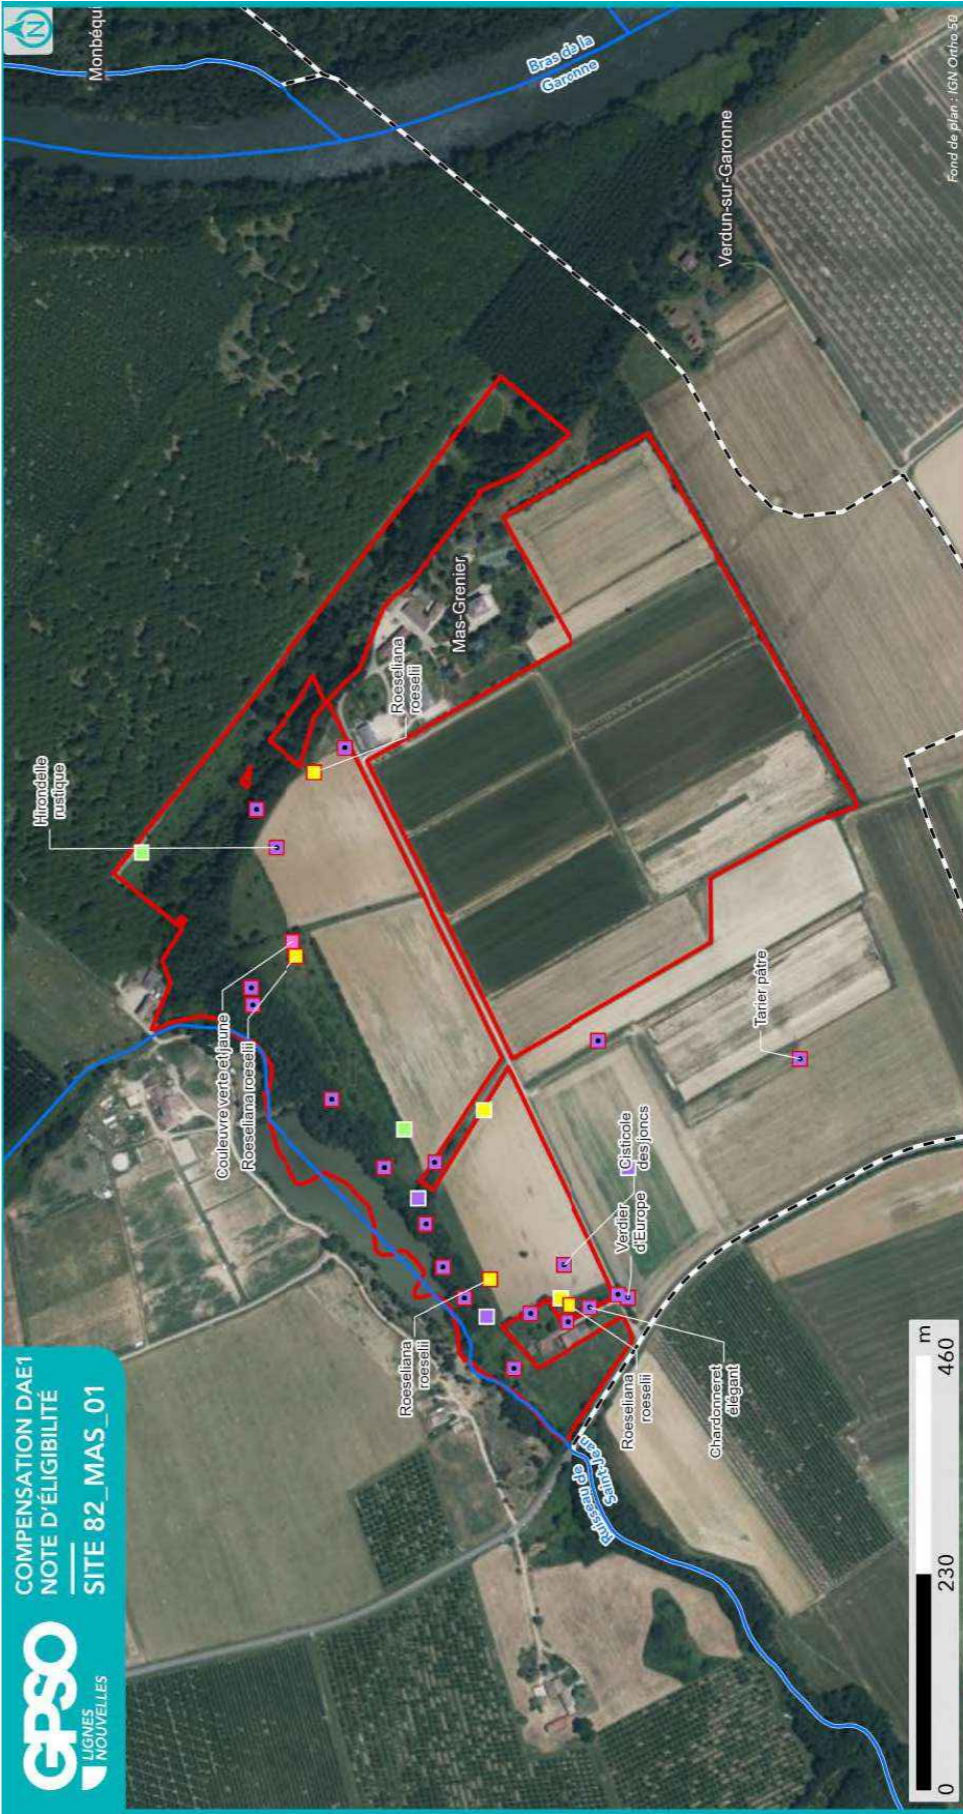 GPSO
LIGNES
NOUVELLES
COMPENSATION DAE1
NOTE D'ÉLIGIBILITÉ
SITE 82_MAS_01
N
Monbéqui
Bras de la
Garonne
Hirondelle
rustique
Couleuvre verte et jaune
Roeseliana roeselii
Roeseliana
roeselii
Mas-Grenier
Verdun-sur-Garonne
Roeseliana
roeselii
Verdier
d'Europe
Cisticole
des joncs
Tarier pâtre
Roeseliana
roeselii
Chardonneret
élégant
Ruisseau de
Saint-Jean
0
230
460
m
Fond de plan : IGN Ortho 50